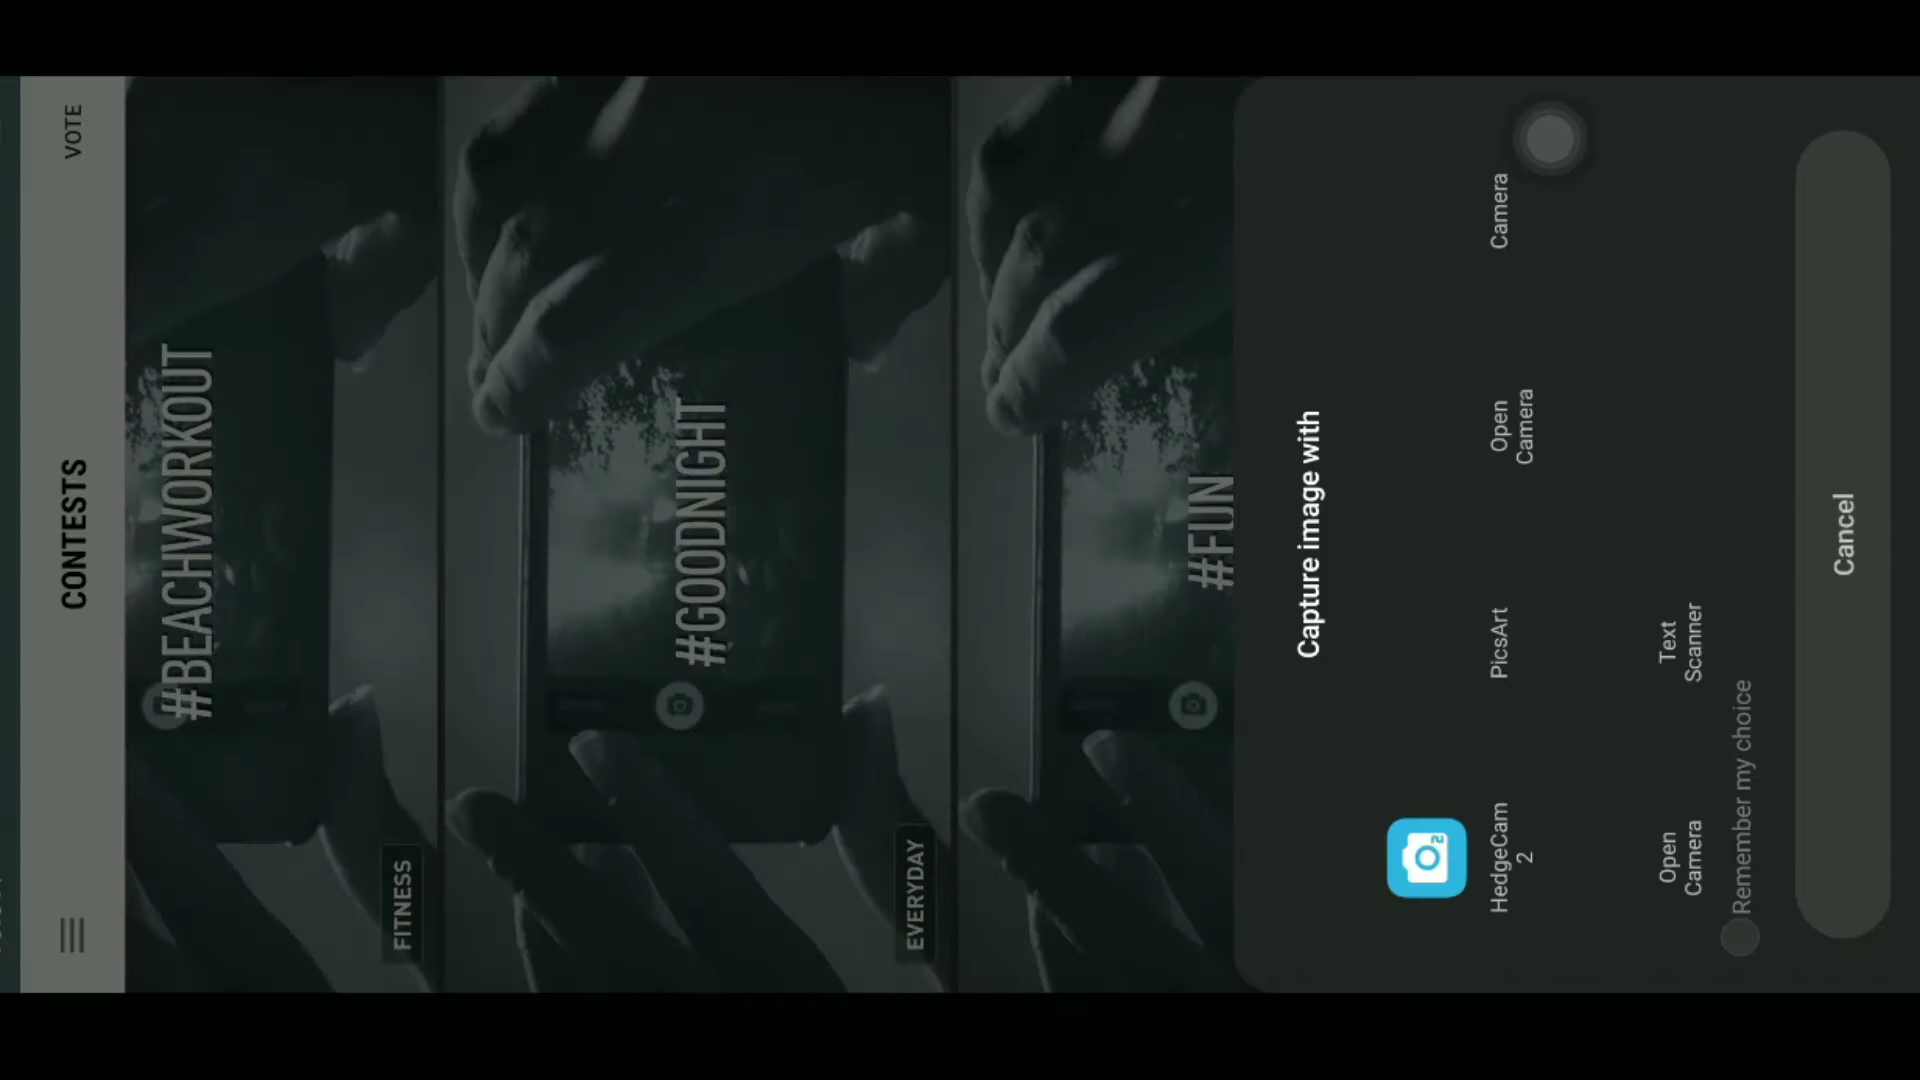 CONTESTS
VOTE
#BEACHWORKOUT
FITNESS
#GOODNIGHT
EVERYDAY
#FUN
Capture image with
HedgeCam
2
PicsArt
Open
Camera
Camera
Open
Camera
Text
Scanner
Remember my choice
Cancel